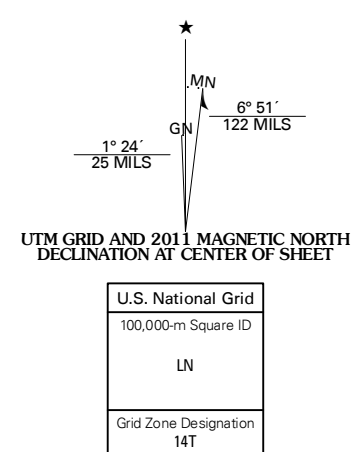 ★
MN
GN
6° 51´
122 MILS
1° 24´
25 MILS
UTM GRID AND 2011 MAGNETIC NORTH
DECLINATION AT CENTER OF SHEET
U.S. National Grid
100,000-m Square ID
LN
Grid Zone Designation
14T